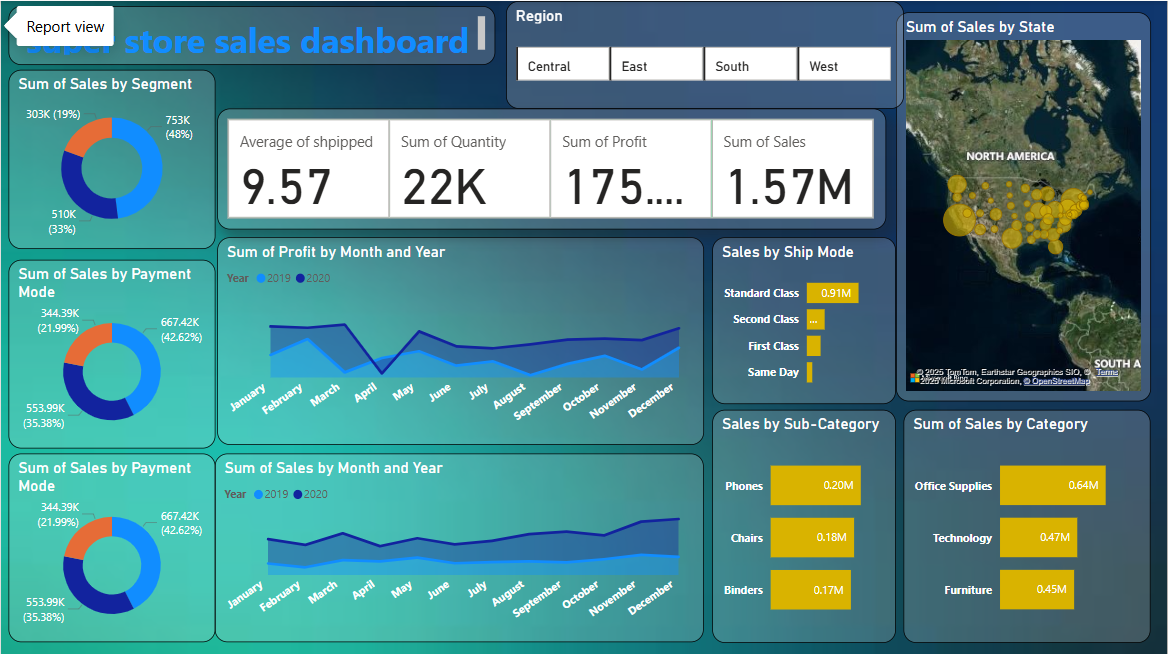 Report view
super store sales dashboard
Region
Central
East
South
West
Sum of Sales by State
NORTH AMERICA
SOUTH A
© 2025 TomTom, Earthstar Geographics SIO, © Terms
2025 Microsoft Corporation, © OpenStreetMap
Sum of Sales by Segment
303K (19%)
753K
(48%)
510K
(33%)
Average of shpipped
9.57
Sum of Quantity
22K
Sum of Profit
175....
Sum of Sales
1.57M
Sum of Sales by Payment
Mode
344.39K
(21.99%)
667.42K
(42.62%)
553.99K
(35.38%)
Sum of Profit by Month and Year
Year 2019 2020
January
February
March
April
May
June
July
August
September
October
November
December
Sales by Ship Mode
Standard Class 0.91M
Second Class ...
First Class
Same Day
Sum of Sales by Payment
Mode
344.39K
(21.99%)
667.42K
(42.62%)
553.99K
(35.38%)
Sum of Sales by Month and Year
Year 2019 2020
January
February
March
April
May
June
July
August
September
October
November
December
Sales by Sub-Category
Phones 0.20M
Chairs 0.18M
Binders 0.17M
Sum of Sales by Category
Office Supplies 0.64M
Technology 0.47M
Furniture 0.45M